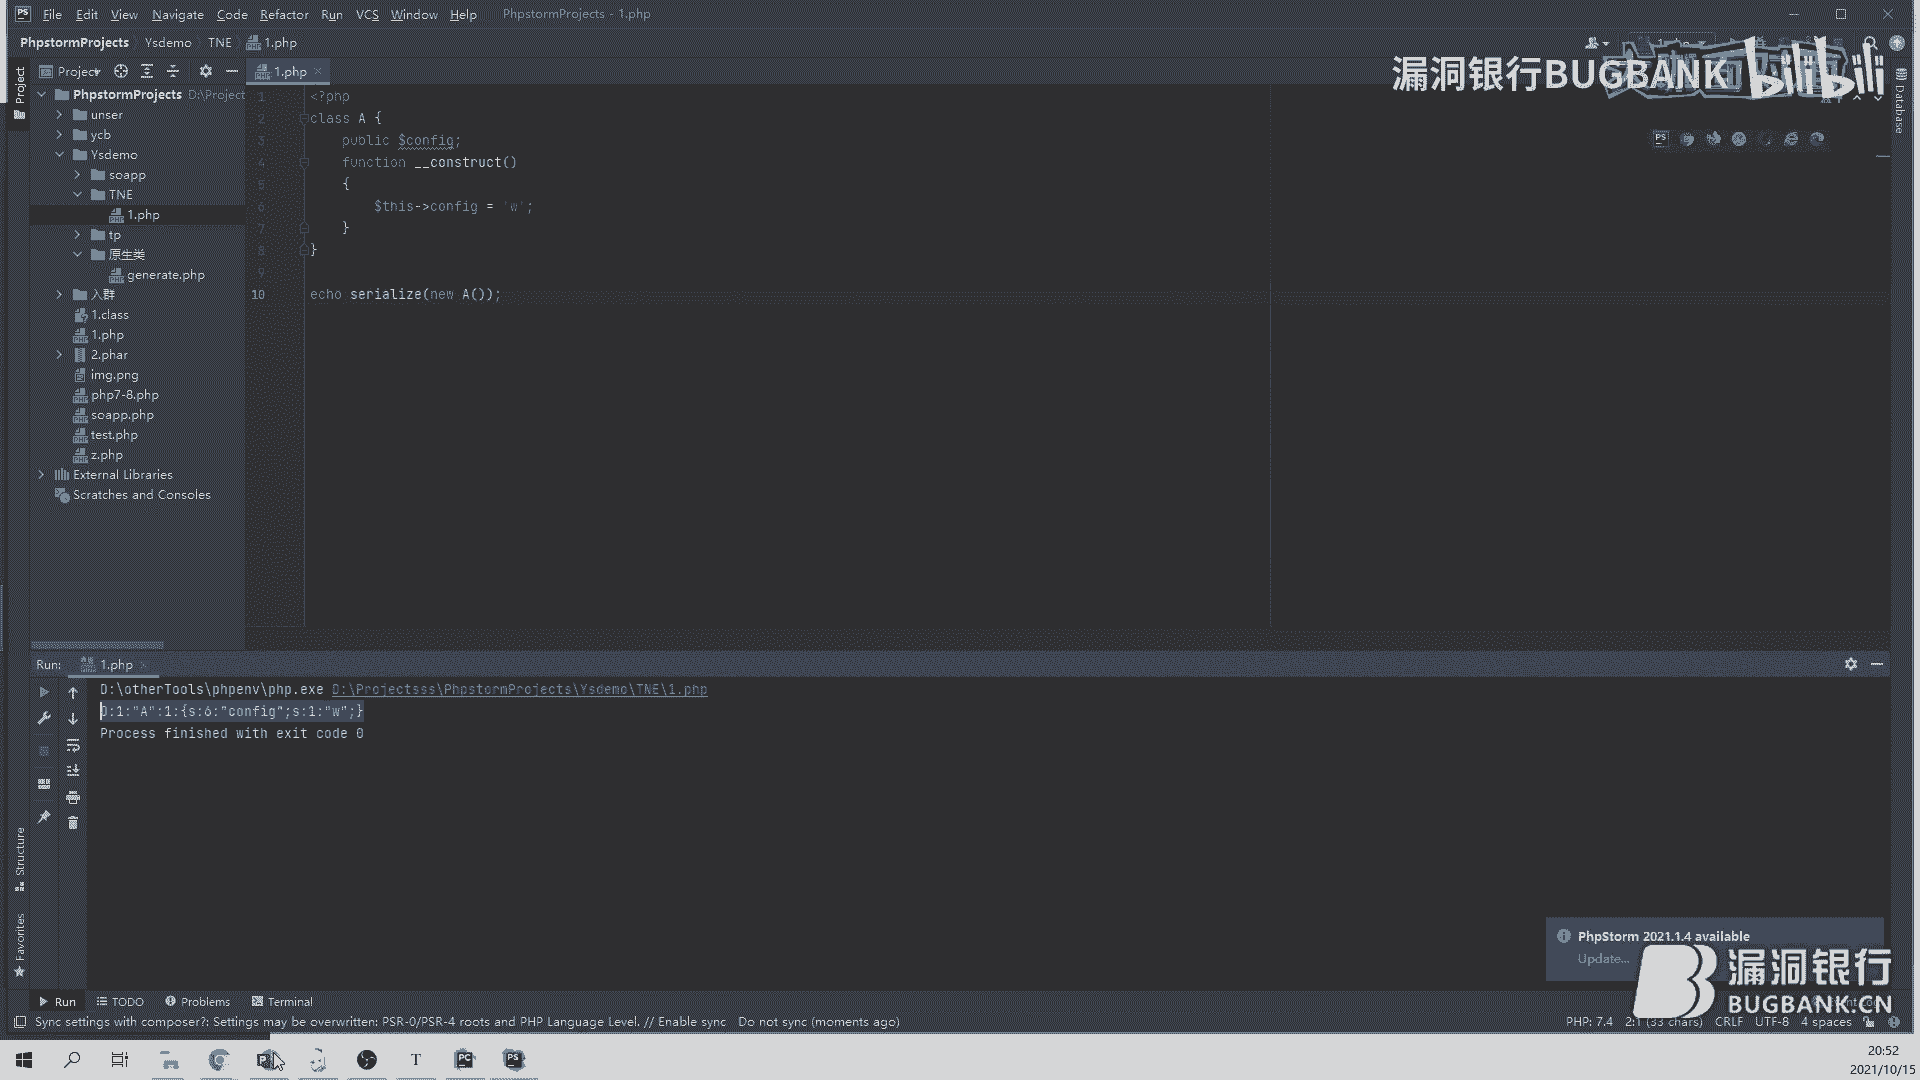 File Edit View Navigate Code Refactor Run VCS Window Help PhpstormProjects - 1.php
PhpstormProjects Ysdemo TNE 1.php
漏洞银行BUGBANK bilibili
Project
Project
1.php
Database
PhpstormProjects D:\Project
unser
ycb
Ysdemo
soapp
TNE
1.php
tp
原生类
generate.php
入群
1.class
1.php
2.phar
img.png
php7-8.php
soapp.php
test.php
z.php
External Libraries
Scratches and Consoles
1 <?php
2 class A {
3 public $config;
4 function __construct()
5 {
6 $this->config = 'w';
7 }
8 }
9
10 echo serialize(new A());
Run: 1.php
D:\otherTools\phpenv\php.exe D:\Projectsss\PhpstormProjects\Ysdemo\TNE\1.php
O:1:"A":1:{s:6:"config";s:1:"w";}
Process finished with exit code 0
Structure
Favorites
PhpStorm 2021.1.4 available
Update...
漏洞银行
BUGBANK.CN
Run TODO Problems Terminal
Sync settings with composer?: Settings may be overwritten: PSR-0/PSR-4 roots and PHP Language Level. // Enable sync Do not sync (moments ago)
PHP: 7.4 2:1 (33 chars) CRLF UTF-8 4 spaces
20:52
2021/10/15